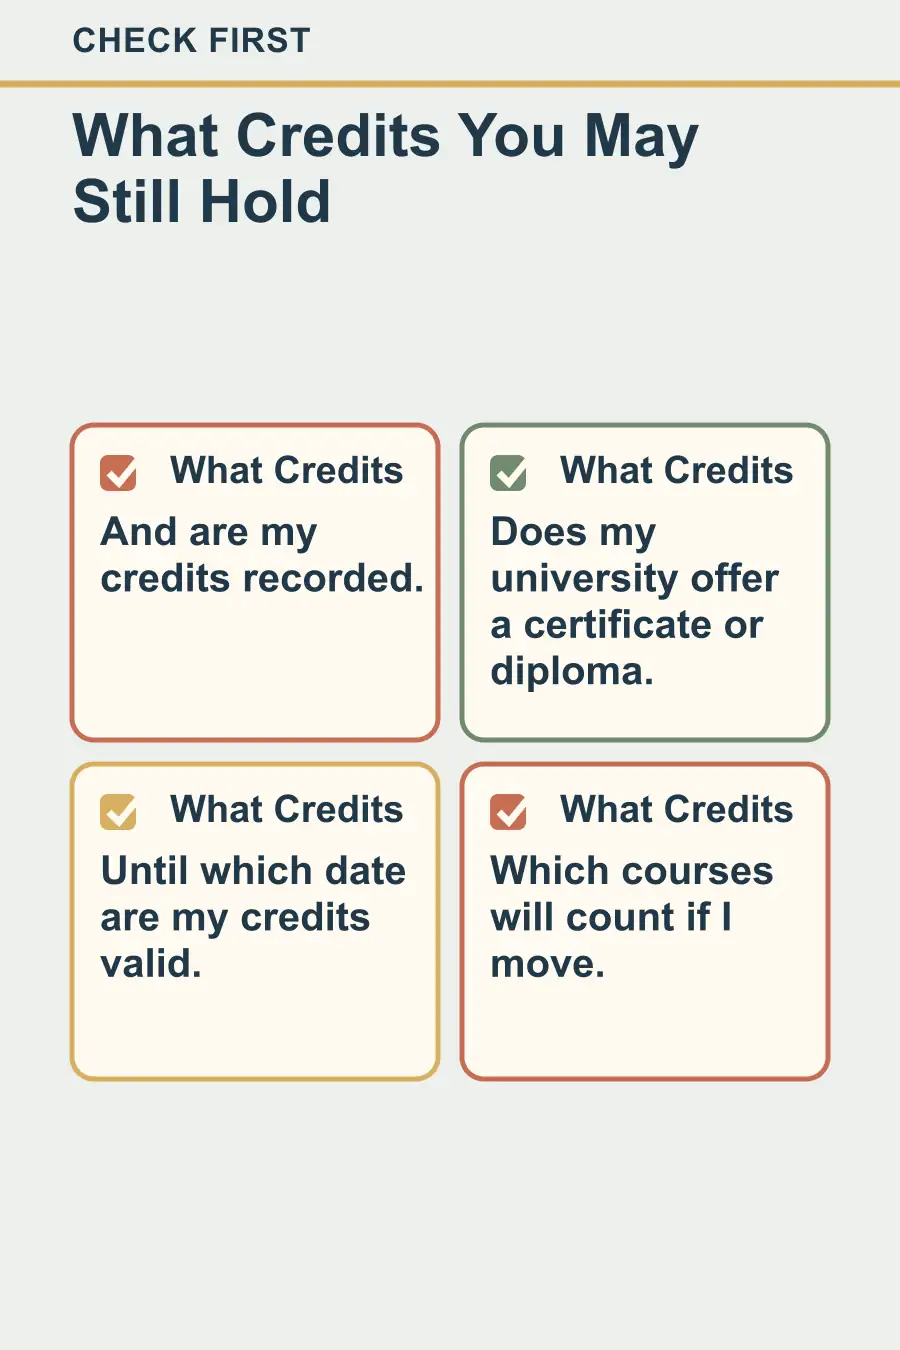 CHECK FIRST
What Credits You May
Still Hold
What Credits
And are my
credits recorded.
What Credits
Does my
university offer
a certificate or
diploma.
What Credits
Until which date
are my credits
valid.
What Credits
Which courses
will count if I
move.